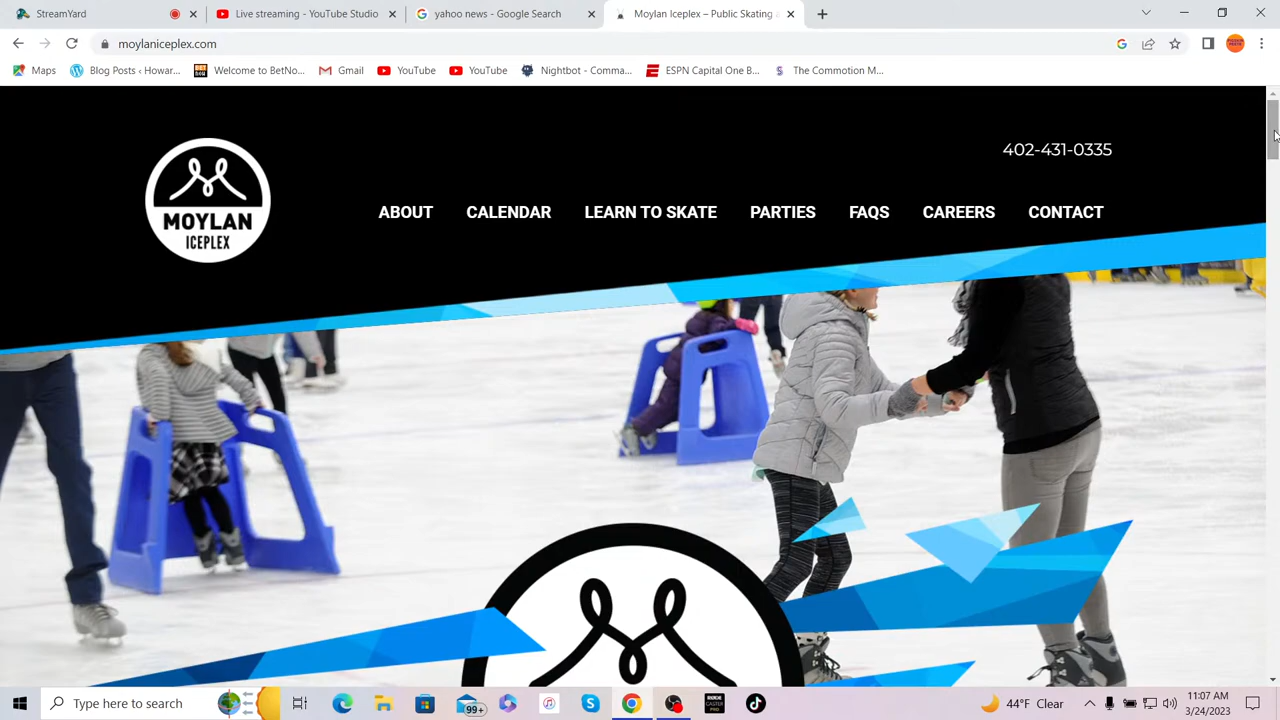 StreamYard
Live streaming - YouTube Studio
yahoo news - Google Search
Moylan Iceplex – Public Skating
moylaniceplex.com
Maps
Blog Posts ‹ Howar...
Welcome to BetNo...
Gmail
YouTube
YouTube
Nightbot - Comma...
ESPN Capital One B...
The Commotion M...
402-431-0335
MOYLAN
ICEPLEX
ABOUT
CALENDAR
LEARN TO SKATE
PARTIES
FAQS
CAREERS
CONTACT
Type here to search
99+
44°F Clear
11:07 AM
3/24/2023